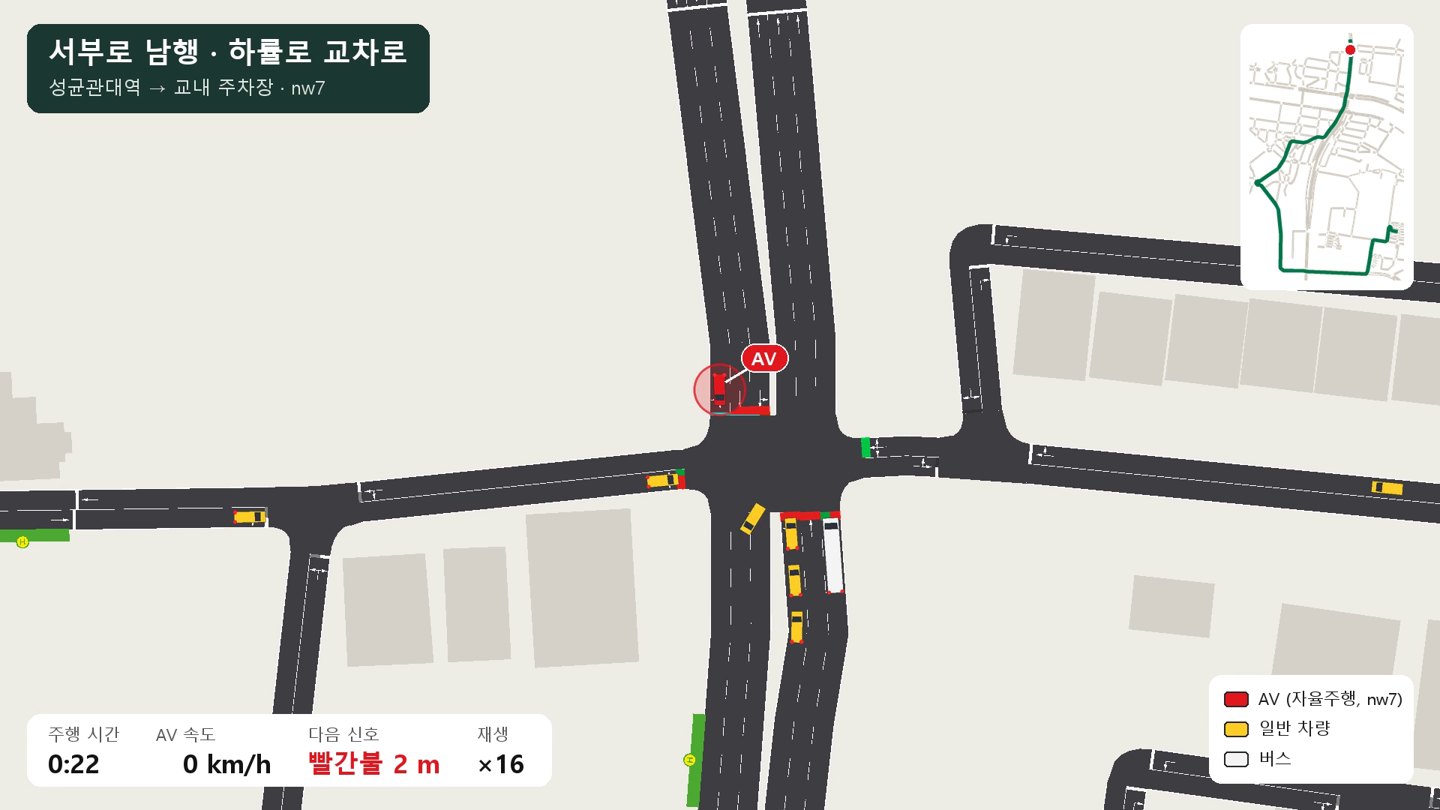 서부로 남행 · 하률로 교차로
성균관대역 → 교내 주차장 · nw7
AV
H
H
주행 시간
AV 속도
다음 신호
재생
0:22
0 km/h
빨간불 2 m
×16
AV (자율주행, nw7)
일반 차량
버스